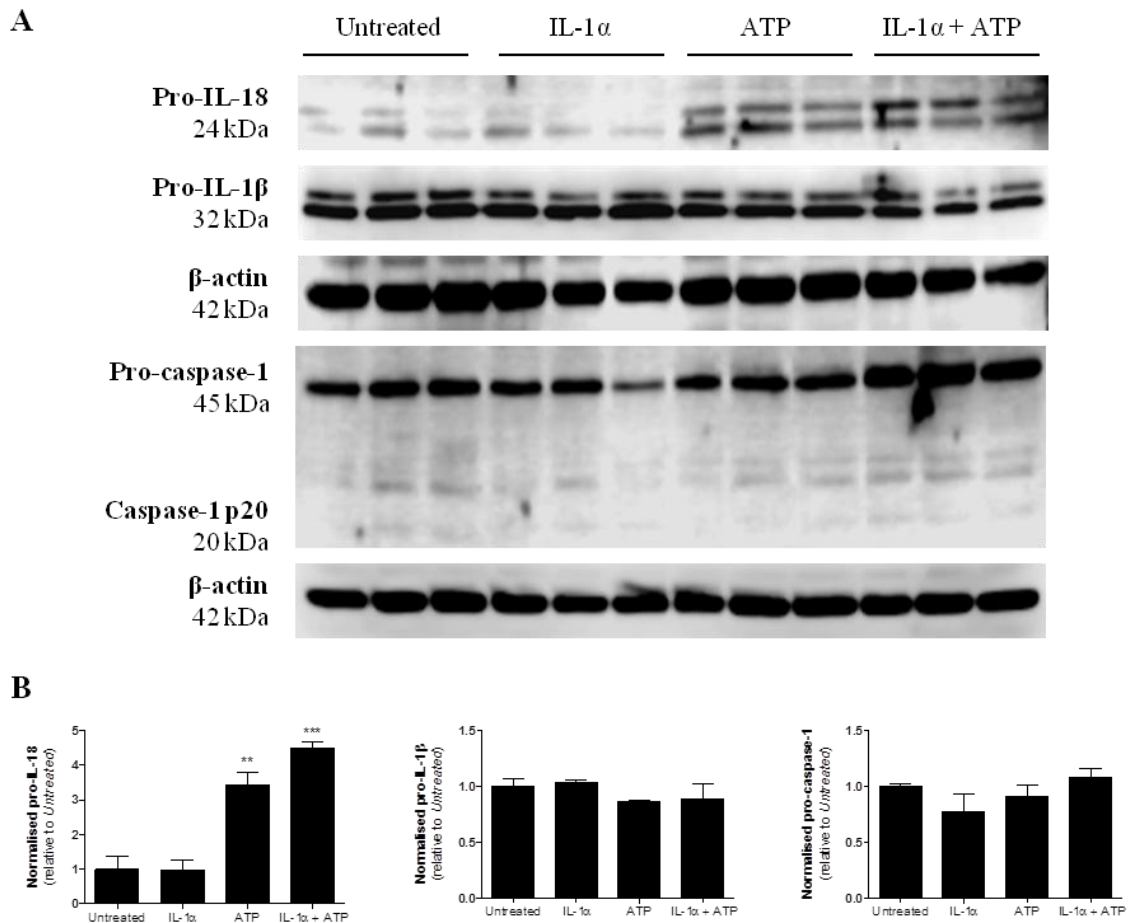 A
Untreated IL-1α ATP IL-1α + ATP
Pro-IL-18
24 kDa
Pro-IL-1β
32 kDa
β-actin
42 kDa
Pro-caspase-1
45 kDa
Caspase-1 p20
20 kDa
β-actin
42 kDa
B
Normalised pro-IL-18
(relative to Untreated)
5
4
3
2
1
0
**
***
Untreated IL-1α ATP IL-1α + ATP
Normalised pro-IL-1β
(relative to Untreated)
1.5
1.0
0.5
0.0
Untreated IL-1α ATP IL-1α + ATP
Normalised pro-caspase-1
(relative to Untreated)
1.5
1.0
0.5
0.0
Untreated IL-1α ATP IL-1α + ATP